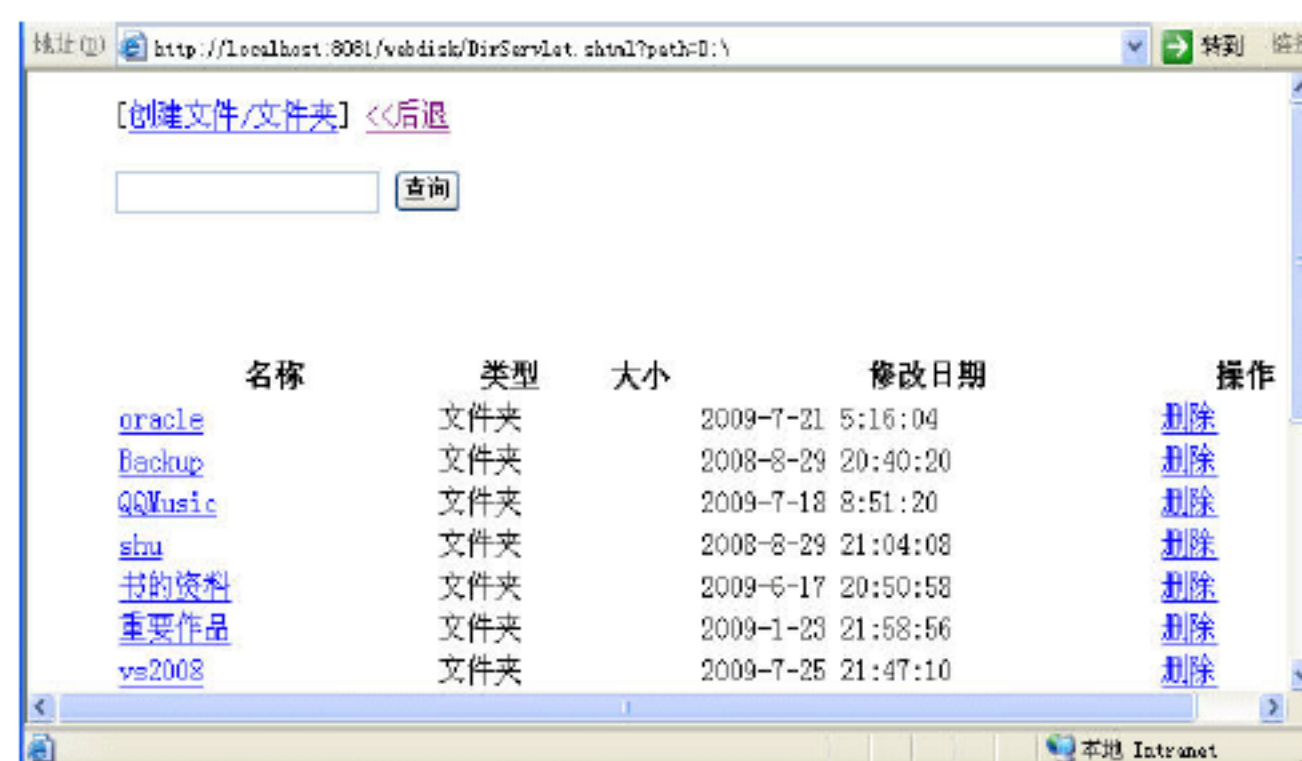 地址(D) http://localhost:8081/webdisk/DirServlet.shtml?path=D:\ 转到 链接
[创建文件/文件夹] <<后退
查询
名称 类型 大小 修改日期 操作
oracle 文件夹 2009-7-21 5:16:04 删除
Backup 文件夹 2008-8-29 20:40:20 删除
QQMusic 文件夹 2009-7-18 8:51:20 删除
shu 文件夹 2008-8-29 21:04:08 删除
书的资料 文件夹 2009-6-17 20:50:58 删除
重要作品 文件夹 2009-1-23 21:58:56 删除
vs2008 文件夹 2009-7-25 21:47:10 删除
本地 Intranet